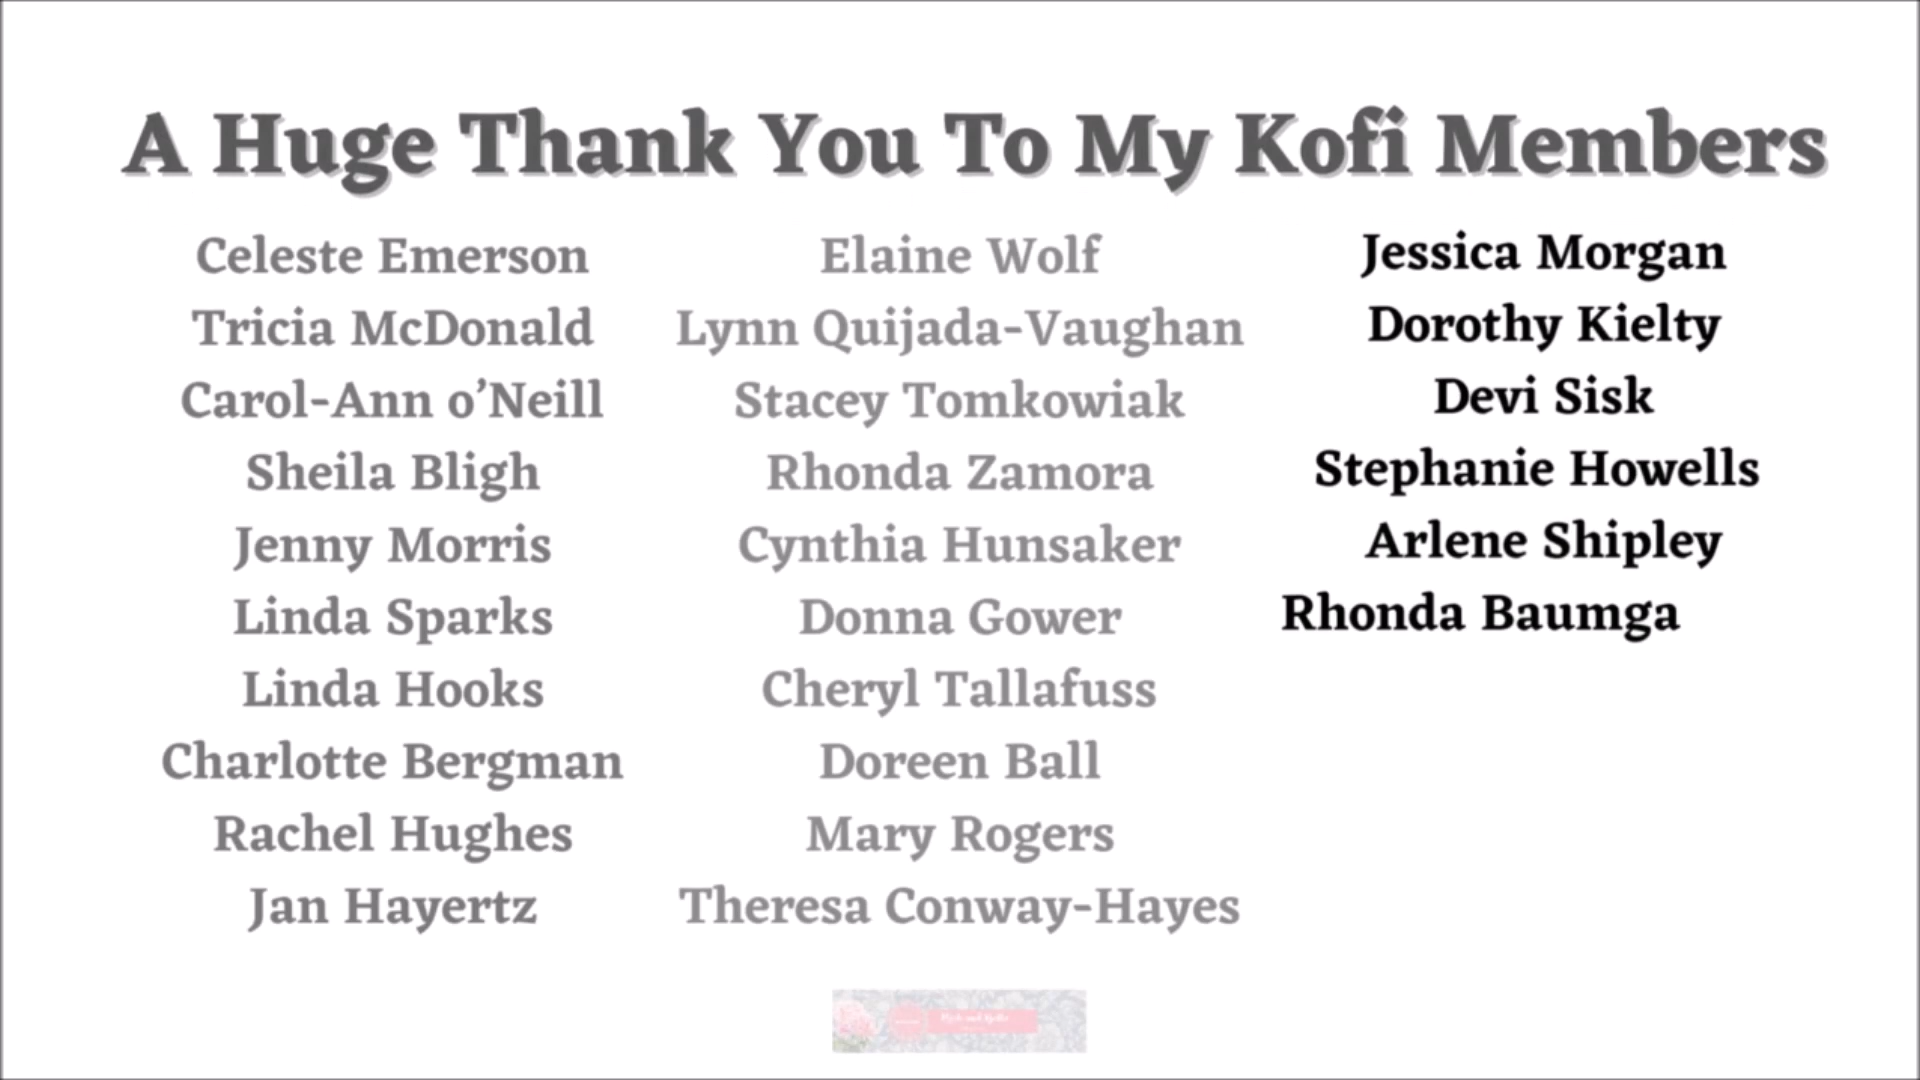 A Huge Thank You To My Kofi Members
Celeste Emerson
Tricia McDonald
Carol-Ann o’Neill
Sheila Bligh
Jenny Morris
Linda Sparks
Linda Hooks
Charlotte Bergman
Rachel Hughes
Jan Hayertz
Elaine Wolf
Lynn Quijada-Vaughan
Stacey Tomkowiak
Rhonda Zamora
Cynthia Hunsaker
Donna Gower
Cheryl Tallafuss
Doreen Ball
Mary Rogers
Theresa Conway-Hayes
Jessica Morgan
Dorothy Kielty
Devi Sisk
Stephanie Howells
Arlene Shipley
Rhonda Baumga